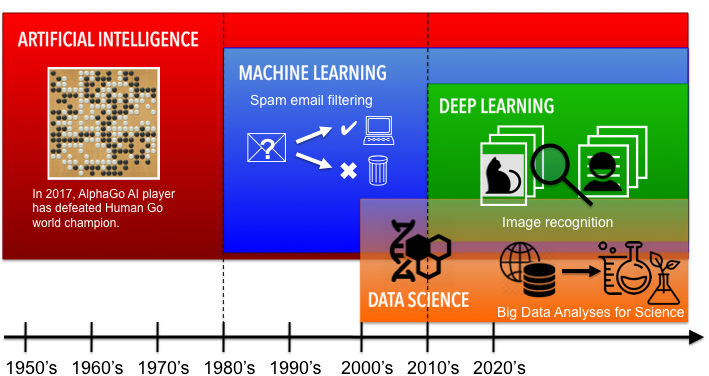 ARTIFICIAL INTELLIGENCE
In 2017, AlphaGo AI player
has defeated Human Go
world champion.
MACHINE LEARNING
Spam email filtering
?
DEEP LEARNING
Image recognition
DATA SCIENCE
Big Data Analyses for Science
1950's 1960's 1970's 1980's 1990's 2000's 2010's 2020's